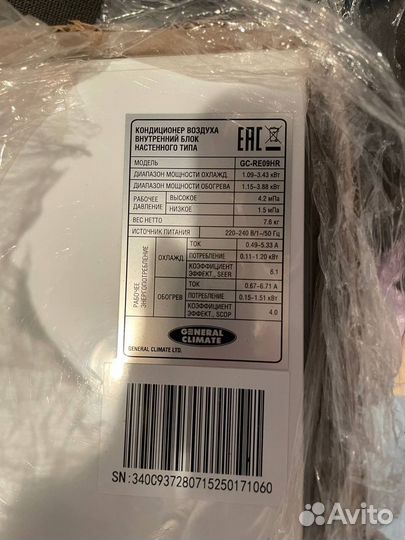 КОНДИЦИОНЕР ВОЗДУХА
ВНУТРЕННИЙ БЛОК
НАСТЕННОГО ТИПА
EAC
МОДЕЛЬ GC-RE09HR
ДИАПАЗОН МОЩНОСТИ ОХЛАЖД. 1.09–3.43 кВт
ДИАПАЗОН МОЩНОСТИ ОБОГРЕВА 1.15–3.88 кВт
РАБОЧЕЕ ДАВЛЕНИЕ ВЫСОКОЕ 4.2 мПа
НИЗКОЕ 1.5 мПа
ВЕС НЕТТО 7.6 кг
ИСТОЧНИК ПИТАНИЯ 220–240 В/1~/50 Гц
РАБОЧЕЕ ЭНЕРГОПОТРЕБЛЕНИЕ
ОХЛАЖД. ТОК 0.49-5.33 А
ПОТРЕБЛЕНИЕ 0.11-1.20 кВт
КОЭФФИЦИЕНТ ЭФФЕКТ., SEER 6.1
ОБОГРЕВ ТОК 0.67–6.71 А
ПОТРЕБЛЕНИЕ 0.15-1.51 кВт
КОЭФФИЦИЕНТ ЭФФЕКТ., SCOP 4.0
GENERAL
CLIMATE
GENERAL CLIMATE LTD.
SN:340C93728071525017​1060
Avito